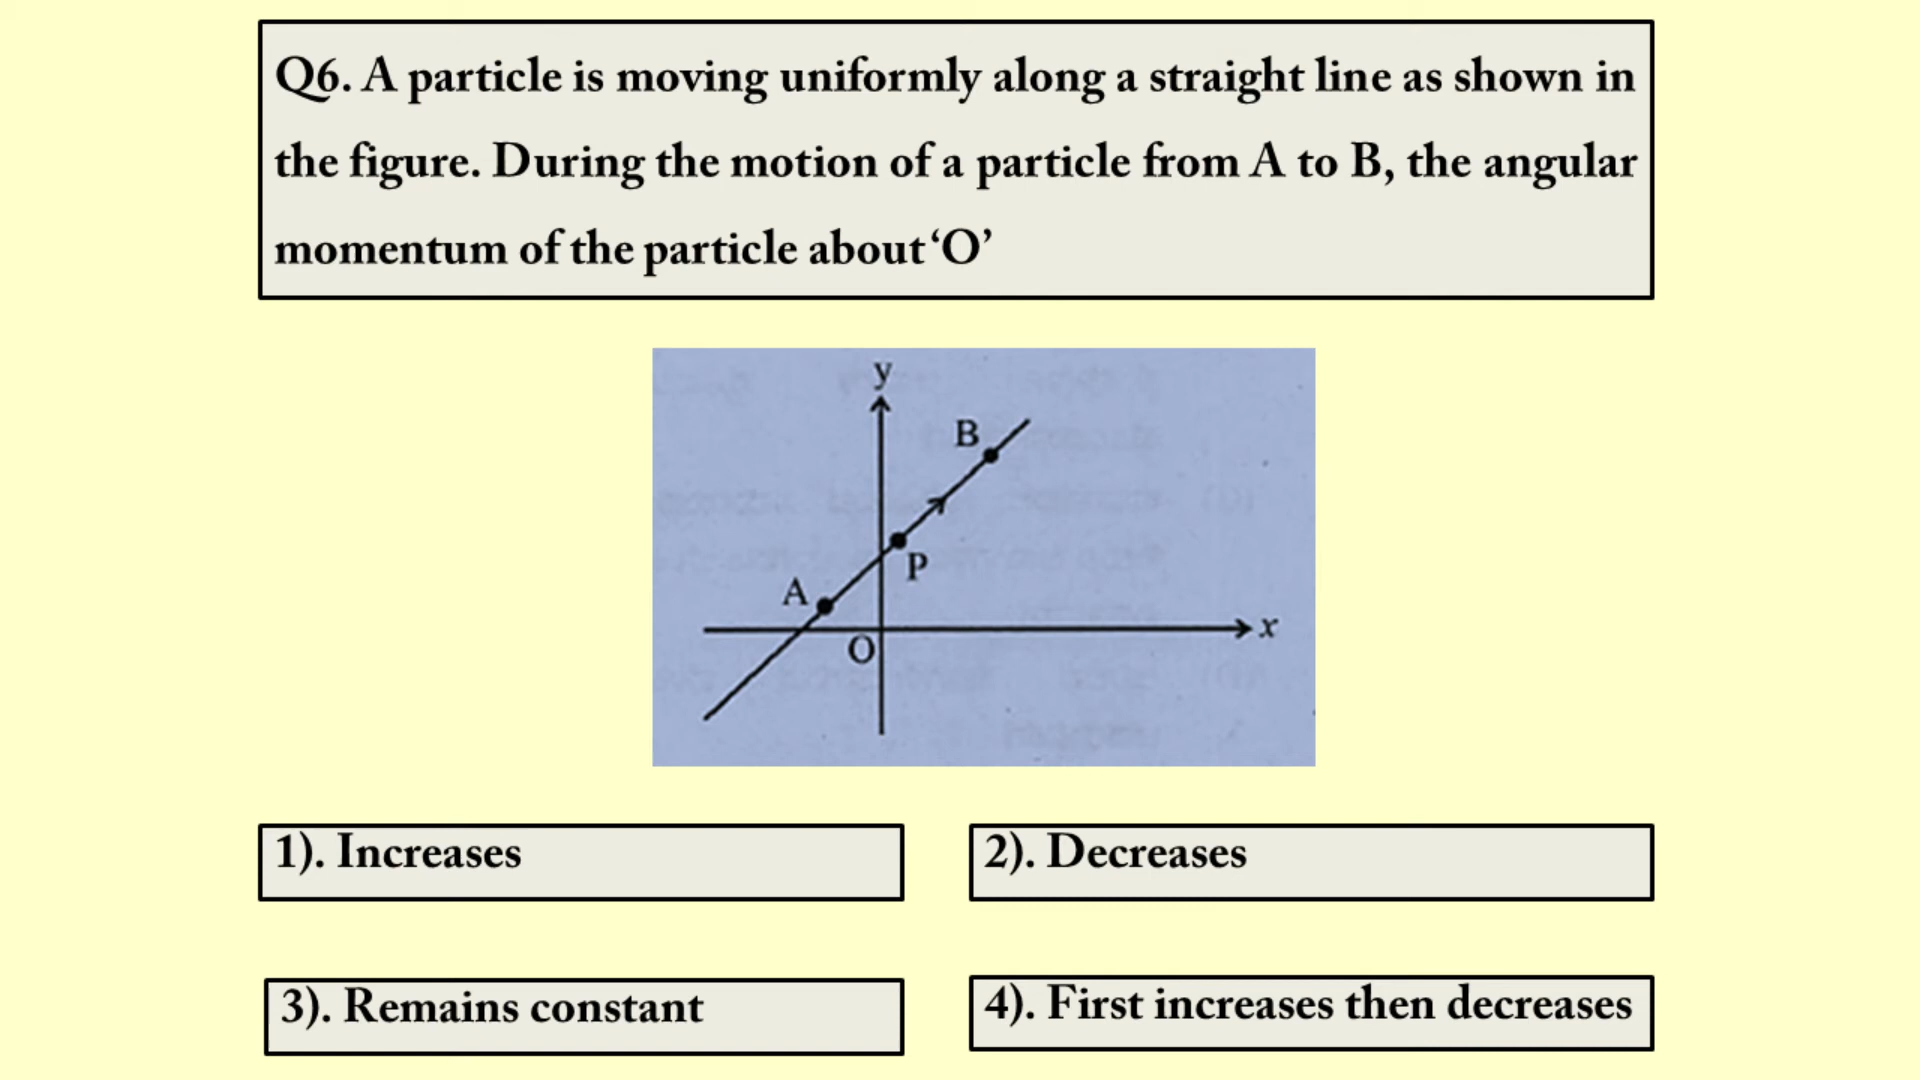 Q6. A particle is moving uniformly along a straight line as shown in
the figure. During the motion of a particle from A to B, the angular
momentum of the particle about ‘O’
y
B
P
A
x
O
1). Increases
2). Decreases
3). Remains constant
4). First increases then decreases